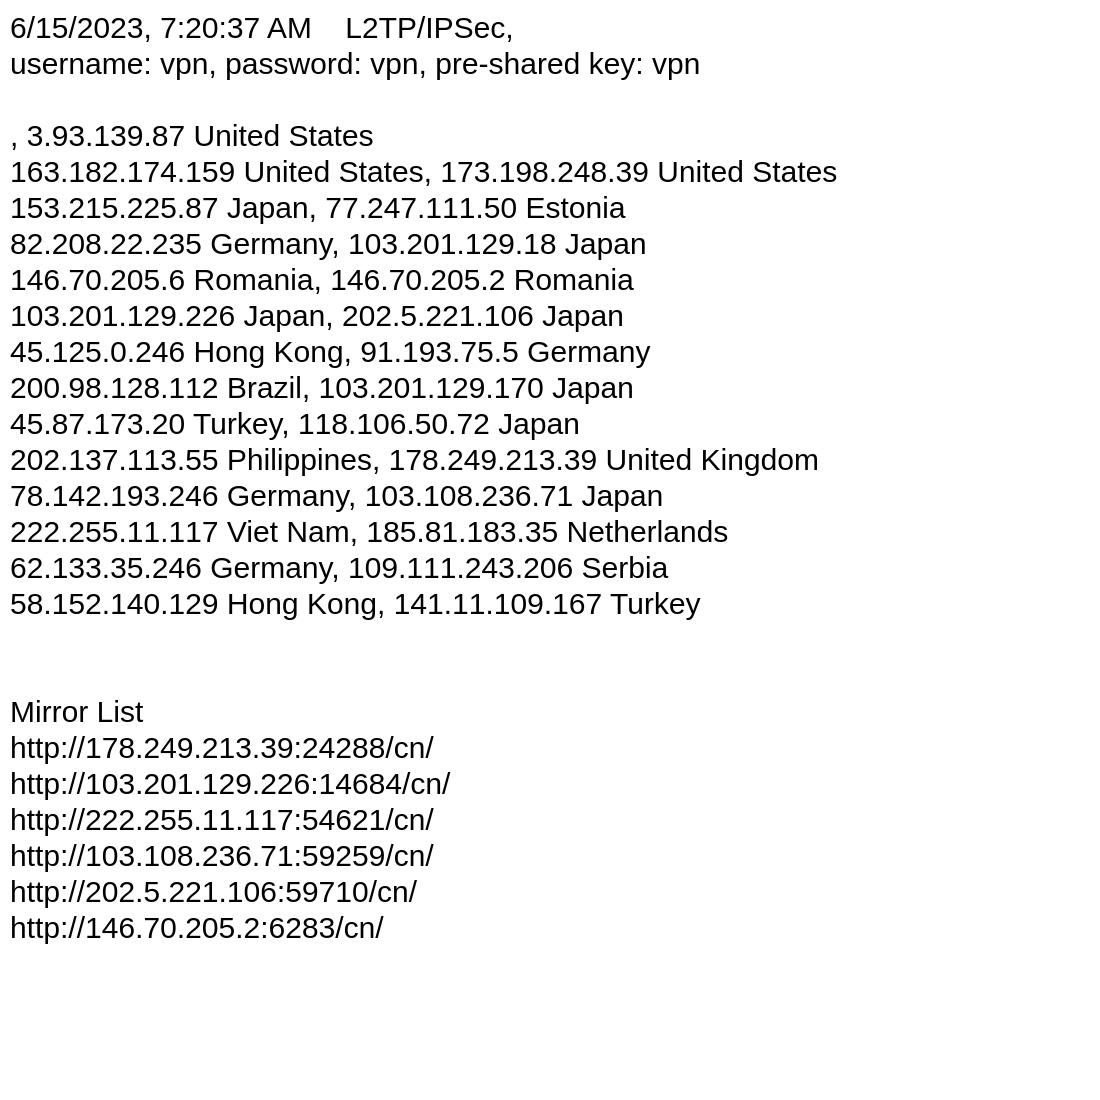 6/15/2023, 7:20:37 AM    L2TP/IPSec,
username: vpn, password: vpn, pre-shared key: vpn
, 3.93.139.87 United States
163.182.174.159 United States, 173.198.248.39 United States
153.215.225.87 Japan, 77.247.111.50 Estonia
82.208.22.235 Germany, 103.201.129.18 Japan
146.70.205.6 Romania, 146.70.205.2 Romania
103.201.129.226 Japan, 202.5.221.106 Japan
45.125.0.246 Hong Kong, 91.193.75.5 Germany
200.98.128.112 Brazil, 103.201.129.170 Japan
45.87.173.20 Turkey, 118.106.50.72 Japan
202.137.113.55 Philippines, 178.249.213.39 United Kingdom
78.142.193.246 Germany, 103.108.236.71 Japan
222.255.11.117 Viet Nam, 185.81.183.35 Netherlands
62.133.35.246 Germany, 109.111.243.206 Serbia
58.152.140.129 Hong Kong, 141.11.109.167 Turkey
Mirror List
http://178.249.213.39:24288/cn/
http://103.201.129.226:14684/cn/
http://222.255.11.117:54621/cn/
http://103.108.236.71:59259/cn/
http://202.5.221.106:59710/cn/
http://146.70.205.2:6283/cn/